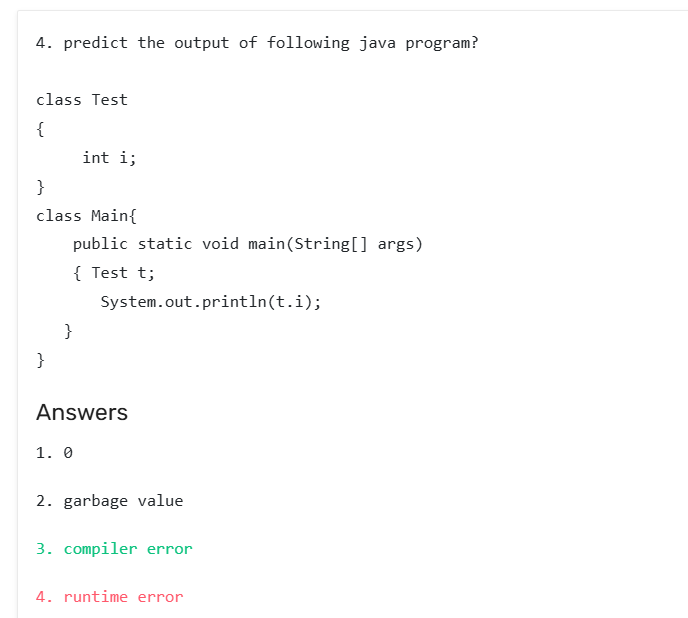 4. predict the output of following java program?
class Test
{
int i;
}
class Main{
public static void main(String[] args)
{ Test t;
System.out.println(t.i);
}
}
Answers
1. 0
2. garbage value
3. compiler error
4. runtime error